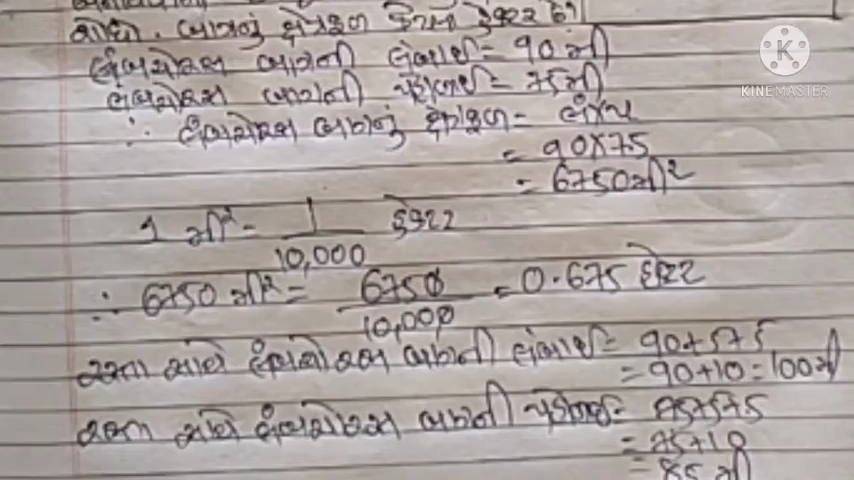 શોધો. બાગનું ક્ષેત્રફળ કેટલા હેક્ટર છે?
લંબચોરસ બાગની લંબાઈ = 90 મી
લંબચોરસ બાગની પહોળાઈ = 75 મી
∴ લંબચોરસ બાગનું ક્ષેત્રફળ = લં × પ
= 90 × 75
= 6750 મી²
1 મી² = 1/10,000 હેક્ટર
∴ 6750 મી² = 6750/10,000 = 0.675 હેક્ટર
રસ્તા સાથે લંબચોરસ બાગની લંબાઈ = 90+5+5
= 90+10 = 100 મી
રસ્તા સાથે લંબચોરસ બાગની પહોળાઈ = 75+5+5
= 75+10
= 85 મી
KINEMASTER